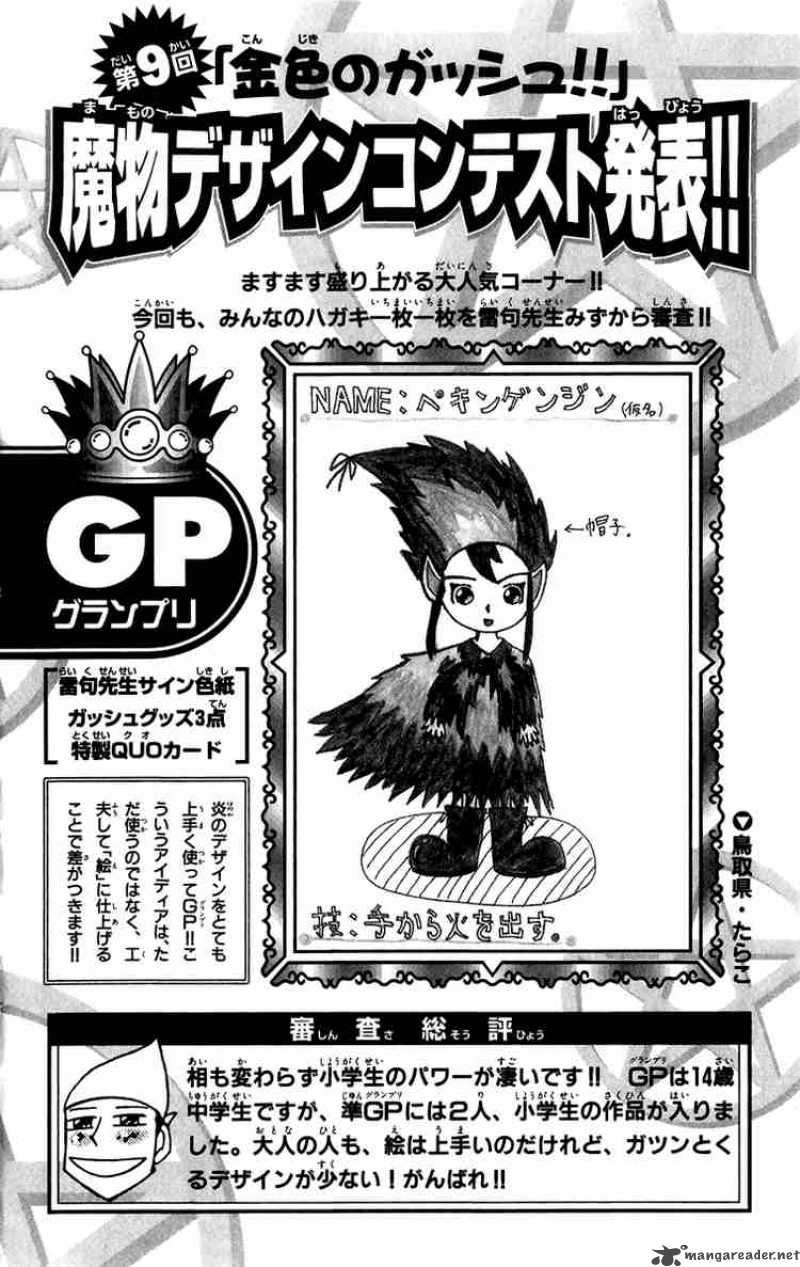 第9回
「金色のガッシュ!!」
魔物デザインコンテスト発表!!
ますます盛り上がる大人気コーナー!!
今回も、みんなのハガキ一枚一枚を雷句先生みずから審査!!
GP
グランプリ
雷句先生サイン色紙
ガッシュグッズ3点
特製QUOカード
炎のデザインをとても
上手く使ってGP!!こ
ういうアイディアは、た
だ使うのではなく、工
夫して「絵」に仕上げる
ことで差がつきます!!
NAME:ペキンゲンジン(仮名)
←帽子.
技:手から火を出す。
▼鳥取県・たらこ
審査総評
相も変わらず小学生のパワーが凄いです!! GPは14歳
中学生ですが、準GPには2人、小学生の作品が入りま
した。大人の人も、絵は上手いのだけれど、ガツンとく
るデザインが少ない!がんばれ!!
mangareader.net